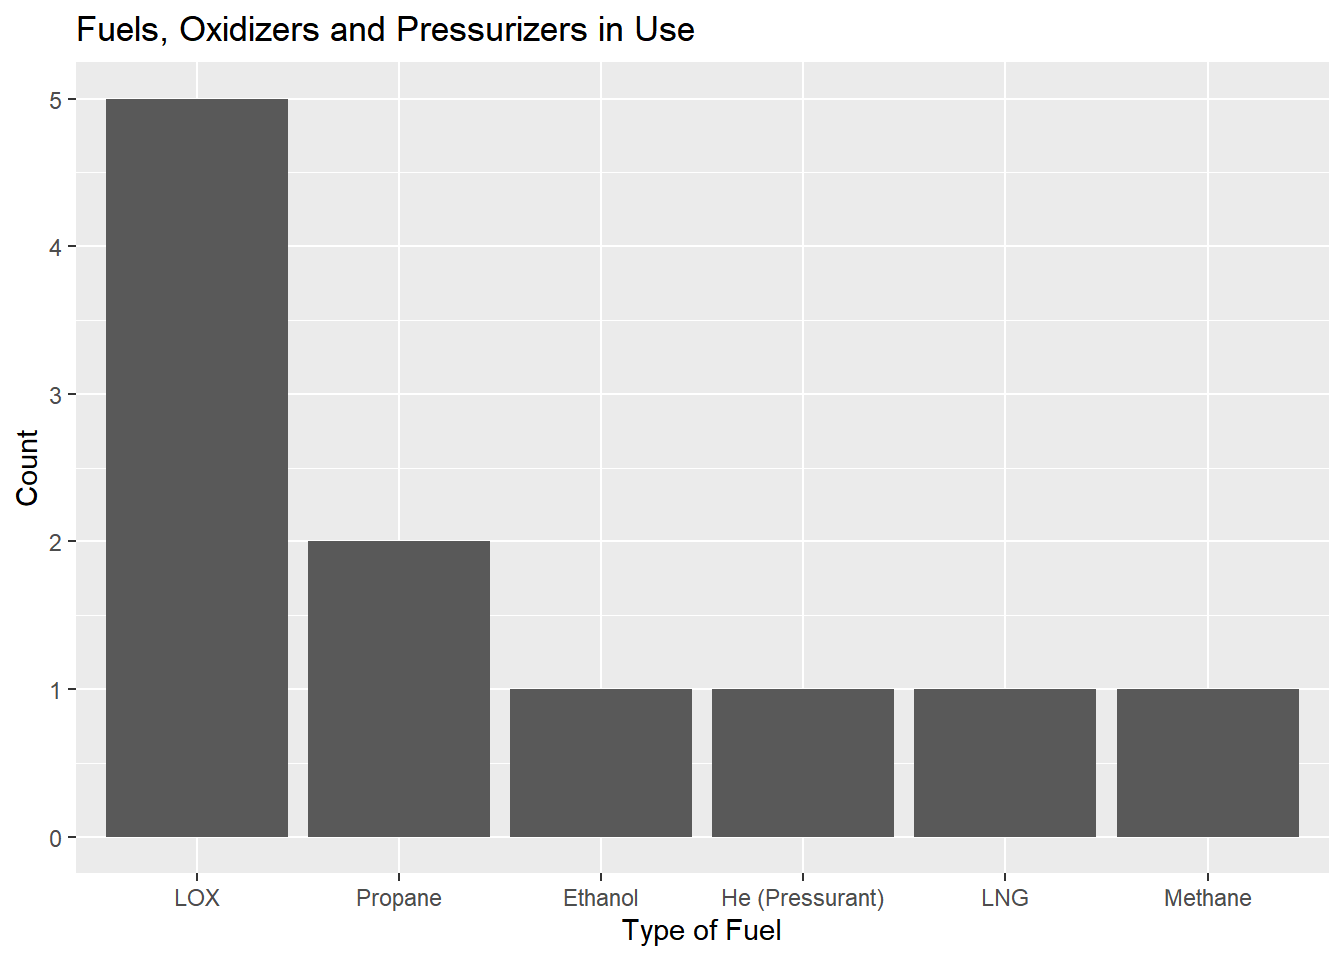 Fuels, Oxidizers and Pressurizers in Use
5
4
3
2
1
0
Count
LOX Propane Ethanol He (Pressurant) LNG Methane
Type of Fuel